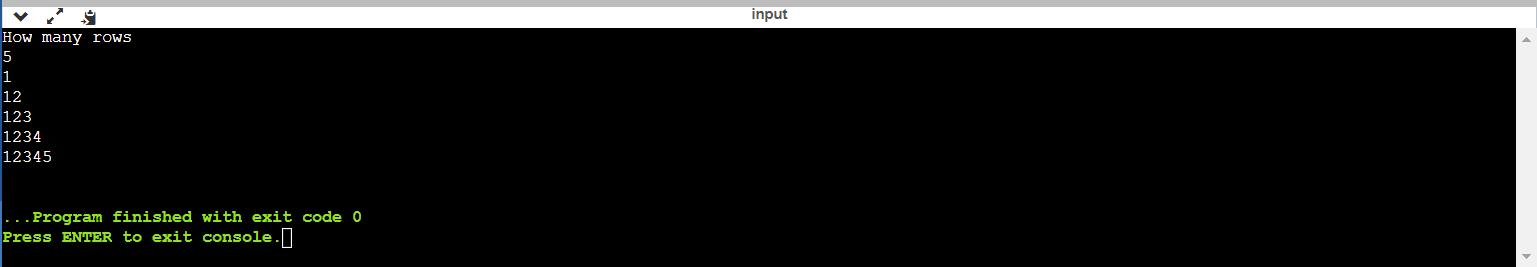 input
How many rows
5
1
12
123
1234
12345
...Program finished with exit code 0
Press ENTER to exit console.